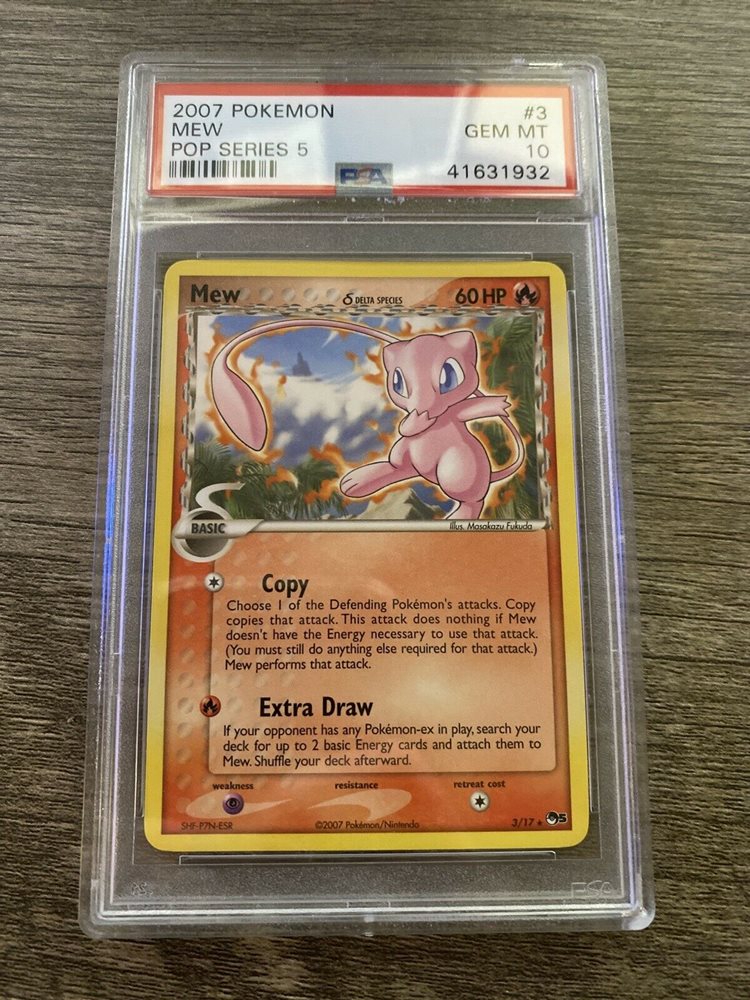 2007 POKEMON #3
MEW GEM MT
POP SERIES 5 10
PSA 41631932
Mew δ DELTA SPECIES 60 HP
BASIC
Illus. Masakazu Fukuda
Copy
Choose 1 of the Defending Pokémon's attacks. Copy
copies that attack. This attack does nothing if Mew
doesn't have the Energy necessary to use that attack.
(You must still do anything else required for that attack.)
Mew performs that attack.
Extra Draw
If your opponent has any Pokémon-ex in play, search your
deck for up to 2 basic Energy cards and attach them to
Mew. Shuffle your deck afterward.
weakness resistance retreat cost
SHF-P7N-ESR ©2007 Pokémon/Nintendo 3/17 ★ 5